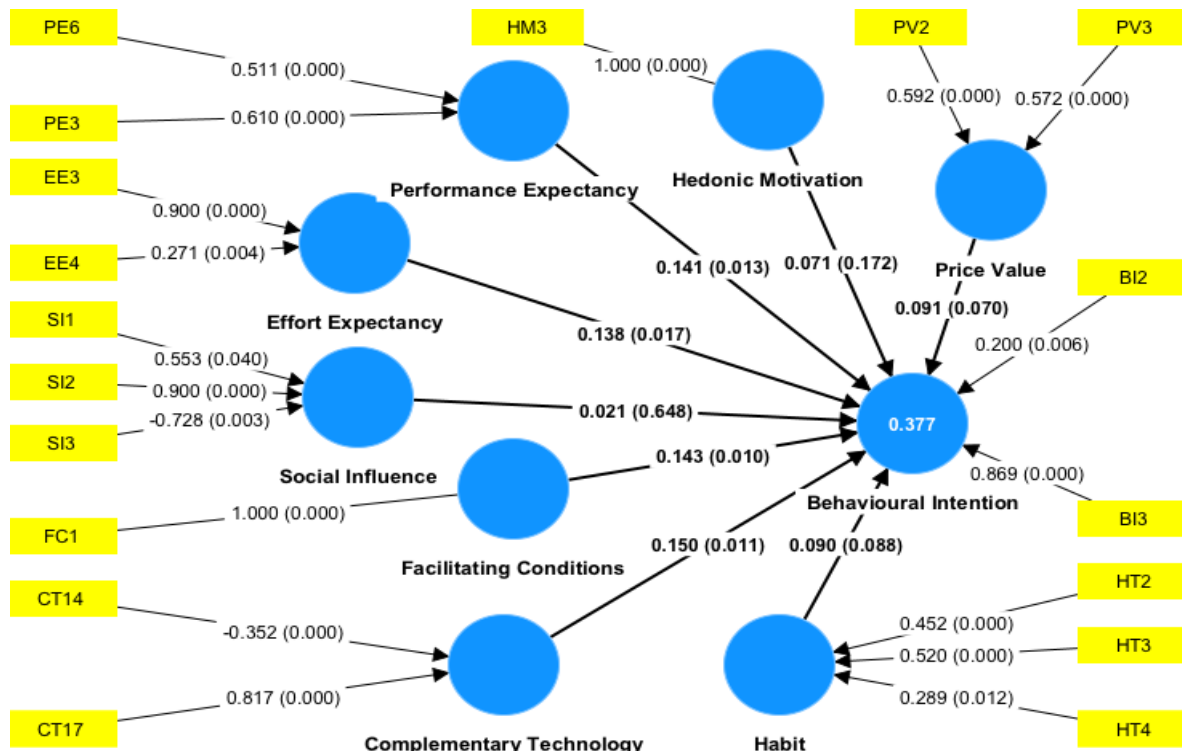 PE6
HM3
PV2
PV3
0.511 (0.000)
1.000 (0.000)
0.592 (0.000)
0.572 (0.000)
PE3
0.610 (0.000)
EE3
Performance Expectancy
Hedonic Motivation
0.900 (0.000)
EE4
0.271 (0.004)
0.141 (0.013)
0.071 (0.172)
Price Value
BI2
SI1
Effort Expectancy
0.138 (0.017)
0.091 (0.070)
0.200 (0.006)
0.553 (0.040)
SI2
0.900 (0.000)
0.021 (0.648)
0.377
SI3
-0.728 (0.003)
0.143 (0.010)
Social Influence
0.869 (0.000)
Behavioural Intention
FC1
1.000 (0.000)
BI3
0.150 (0.011)
0.090 (0.088)
Facilitating Conditions
CT14
HT2
-0.352 (0.000)
0.452 (0.000)
0.520 (0.000)
HT3
0.817 (0.000)
0.289 (0.012)
CT17
HT4
Complementary Technology
Habit